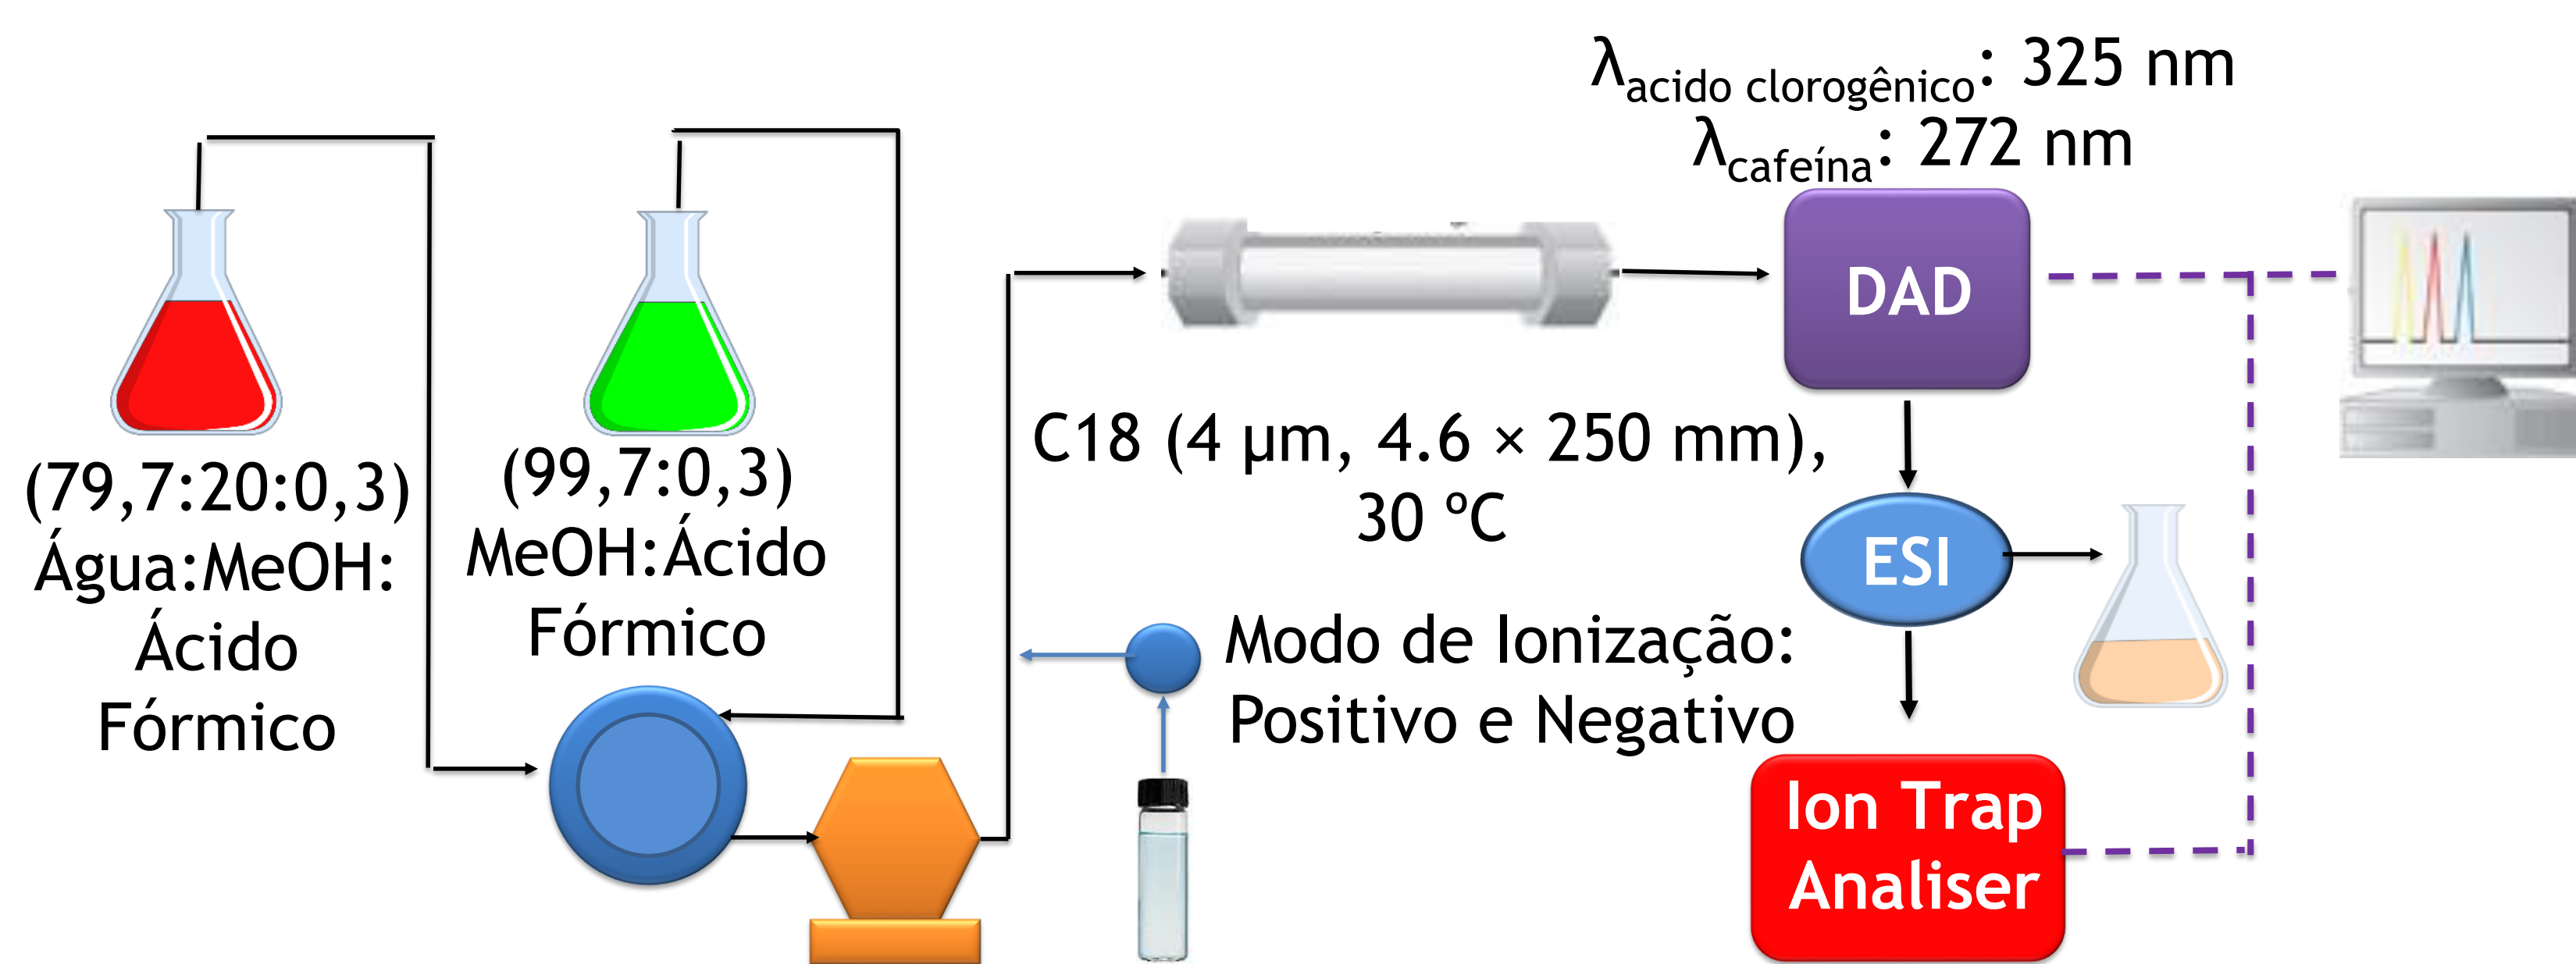 λacido clorogênico: 325 nm
λcafeína: 272 nm
DAD
(79,7:20:0,3)
Água:MeOH:
Ácido
Fórmico
(99,7:0,3)
MeOH:Ácido
Fórmico
C18 (4 µm, 4.6 × 250 mm),
30 ºC
ESI
Modo de Ionização:
Positivo e Negativo
Ion Trap
Analiser